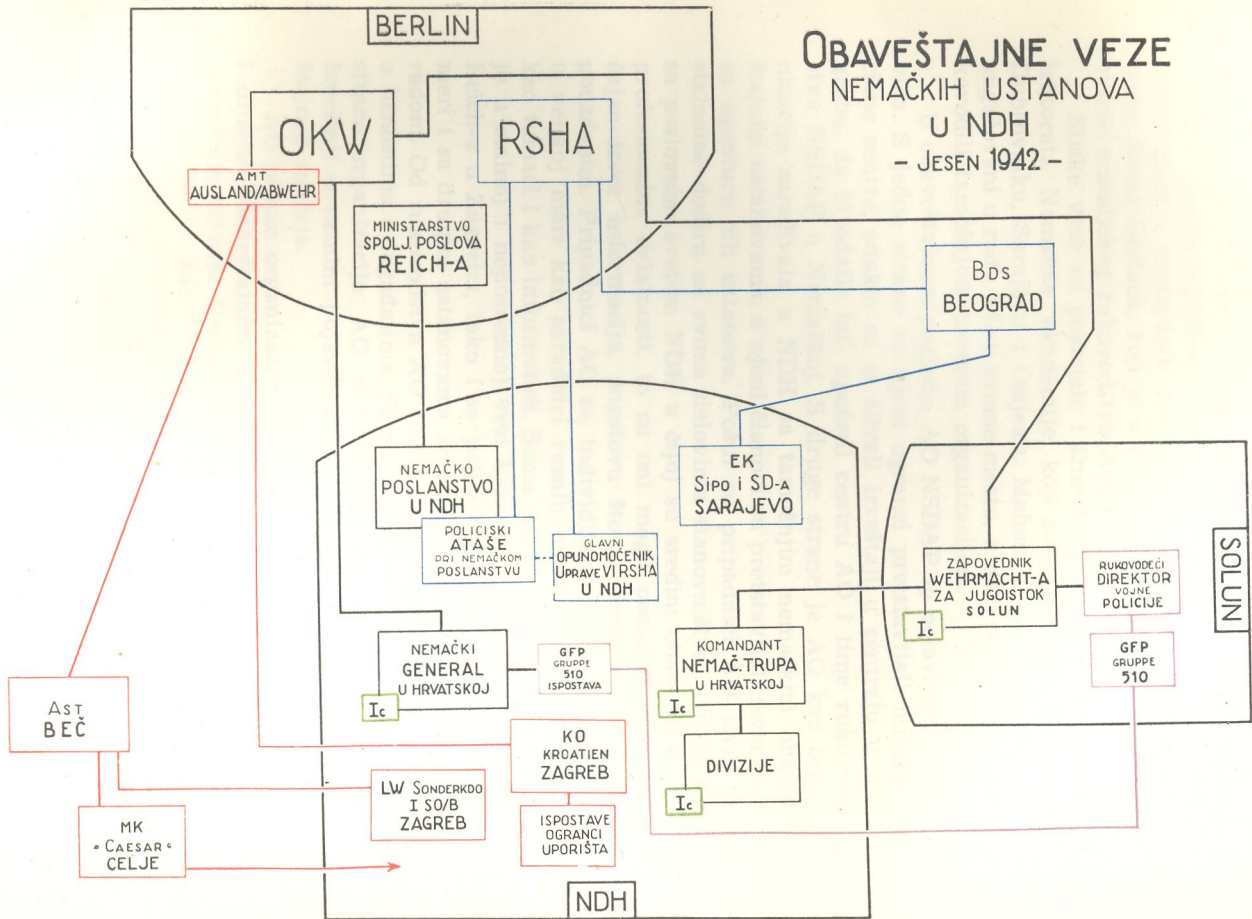 BERLIN
OBAVEŠTAJNE VEZE
NEMAČKIH USTANOVA
U NDH
- JESEN 1942 -
OKW
RSHA
AMT
AUSLAND/ABWEHR
MINISTARSTVO
SPOLJ. POSLOVA
REICH-A
BDS
BEOGRAD
NEMAČKO
POSLANSTVO
U NDH
POLICISKI
ATAŠE
PRI NEMAČKOM
POSLANSTVU
GLAVNI
OPUNOMOĆENIK
UPRAVE VI RSHA
U NDH
EK
SIPO i SD-A
SARAJEVO
ZAPOVEDNIK
WEHRMACHT-A
ZA JUGOISTOK
SOLUN
Ic
RUKOVODEĆI
DIREKTOR
VOJNE
POLICIJE
SOLUN
GFP
GRUPPE
510
NEMAČKI
GENERAL
U HRVATSKOJ
Ic
GFP
GRUPPE
510
ISPOSTAVA
KOMANDANT
NEMAČ. TRUPA
U HRVATSKOJ
Ic
DIVIZIJE
Ic
AST
BEČ
KO
KROATIEN
ZAGREB
LW SONDERKDO
I SO/B
ZAGREB
ISPOSTAVE
OGRANCI
UPORIŠTA
MK
"CAESAR"
CELJE
NDH